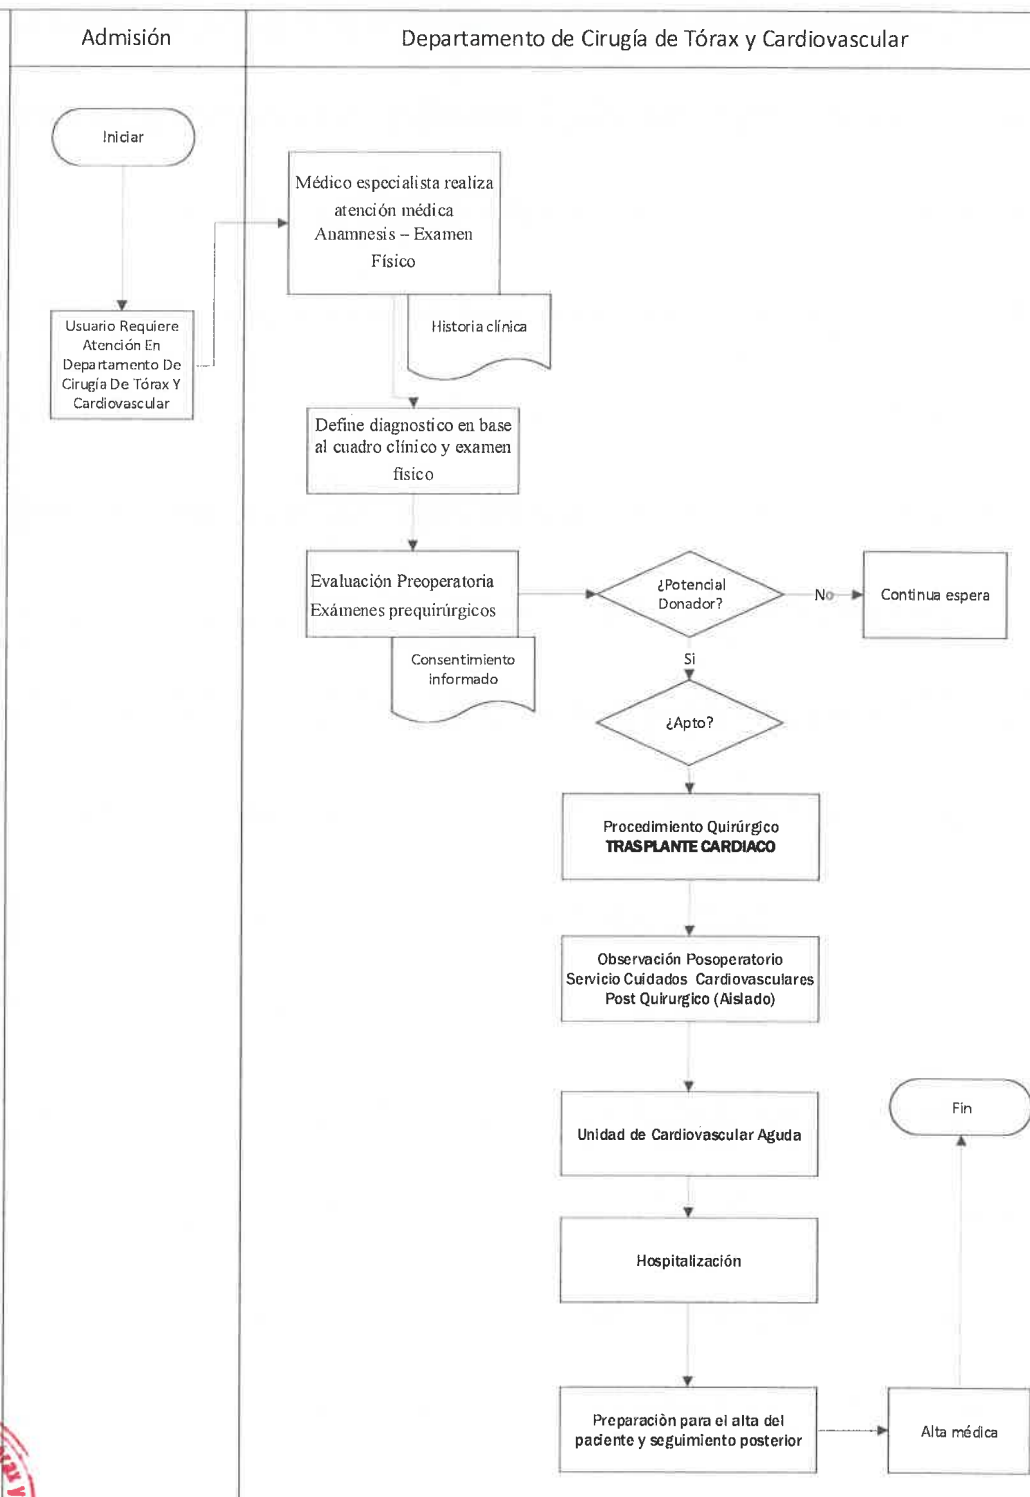 Admisión
Departamento de Cirugía de Tórax y Cardiovascular
Iniciar
Usuario Requiere
Atención En
Departamento De
Cirugía De Tórax Y
Cardiovascular
Médico especialista realiza
atención médica
Anamnesis – Examen
Físico
Historia clínica
Define diagnostico en base
al cuadro clínico y examen
físico
Evaluación Preoperatoria
Exámenes prequirúrgicos
Consentimiento
informado
¿Potencial
Donador?
No
Continua espera
Si
¿Apto?
Procedimiento Quirúrgico
TRASPLANTE CARDIACO
Observación Posoperatorio
Servicio Cuidados Cardiovasculares
Post Quirurgico (Aislado)
Unidad de Cardiovascular Aguda
Hospitalización
Preparaciòn para el alta del
paciente y seguimiento posterior
Alta médica
Fin